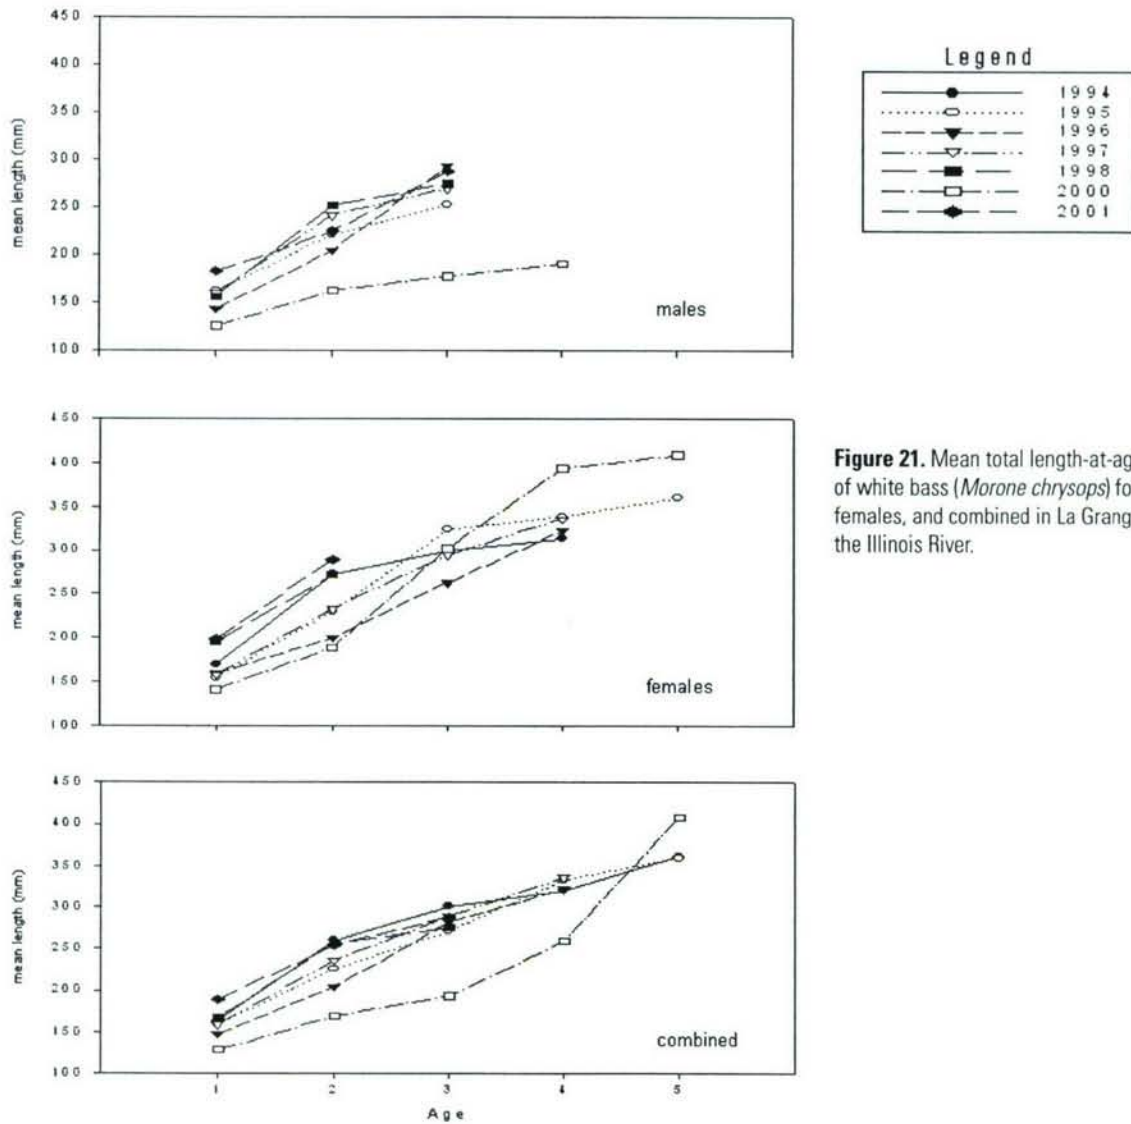 450
400
350
300
250
200
150
100
mean length (mm)
males
Legend
1994
1995
1996
1997
1998
2000
2001
450
400
350
300
250
200
150
100
mean length (mm)
females
Figure 21. Mean total length-at-ag
of white bass (Morone chrysops) fo
females, and combined in La Grang
the Illinois River.
450
400
350
300
250
200
150
100
mean length (mm)
combined
1 2 3 4 5
Age